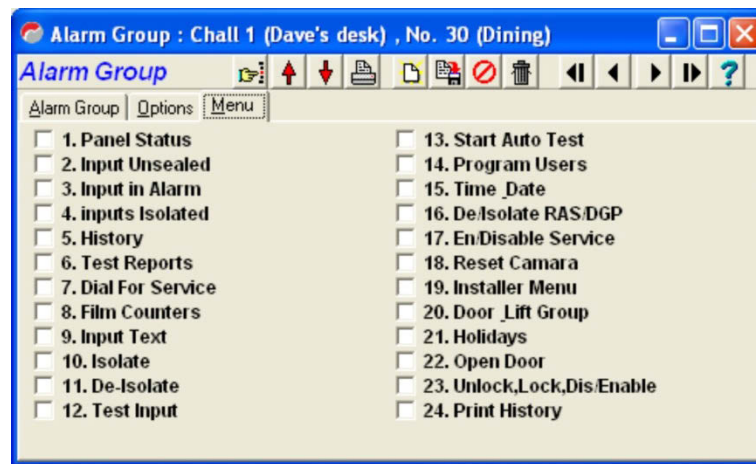 Alarm Group : Chall 1 (Dave's desk) , No. 30 (Dining)
Alarm Group
?
Alarm Group Options Menu
1. Panel Status
2. Input Unsealed
3. Input in Alarm
4. inputs Isolated
5. History
6. Test Reports
7. Dial For Service
8. Film Counters
9. Input Text
10. Isolate
11. De-Isolate
12. Test Input
13. Start Auto Test
14. Program Users
15. Time_Date
16. De/Isolate RAS/DGP
17. En/Disable Service
18. Reset Camara
19. Installer Menu
20. Door_Lift Group
21. Holidays
22. Open Door
23. Unlock,Lock,Dis/Enable
24. Print History